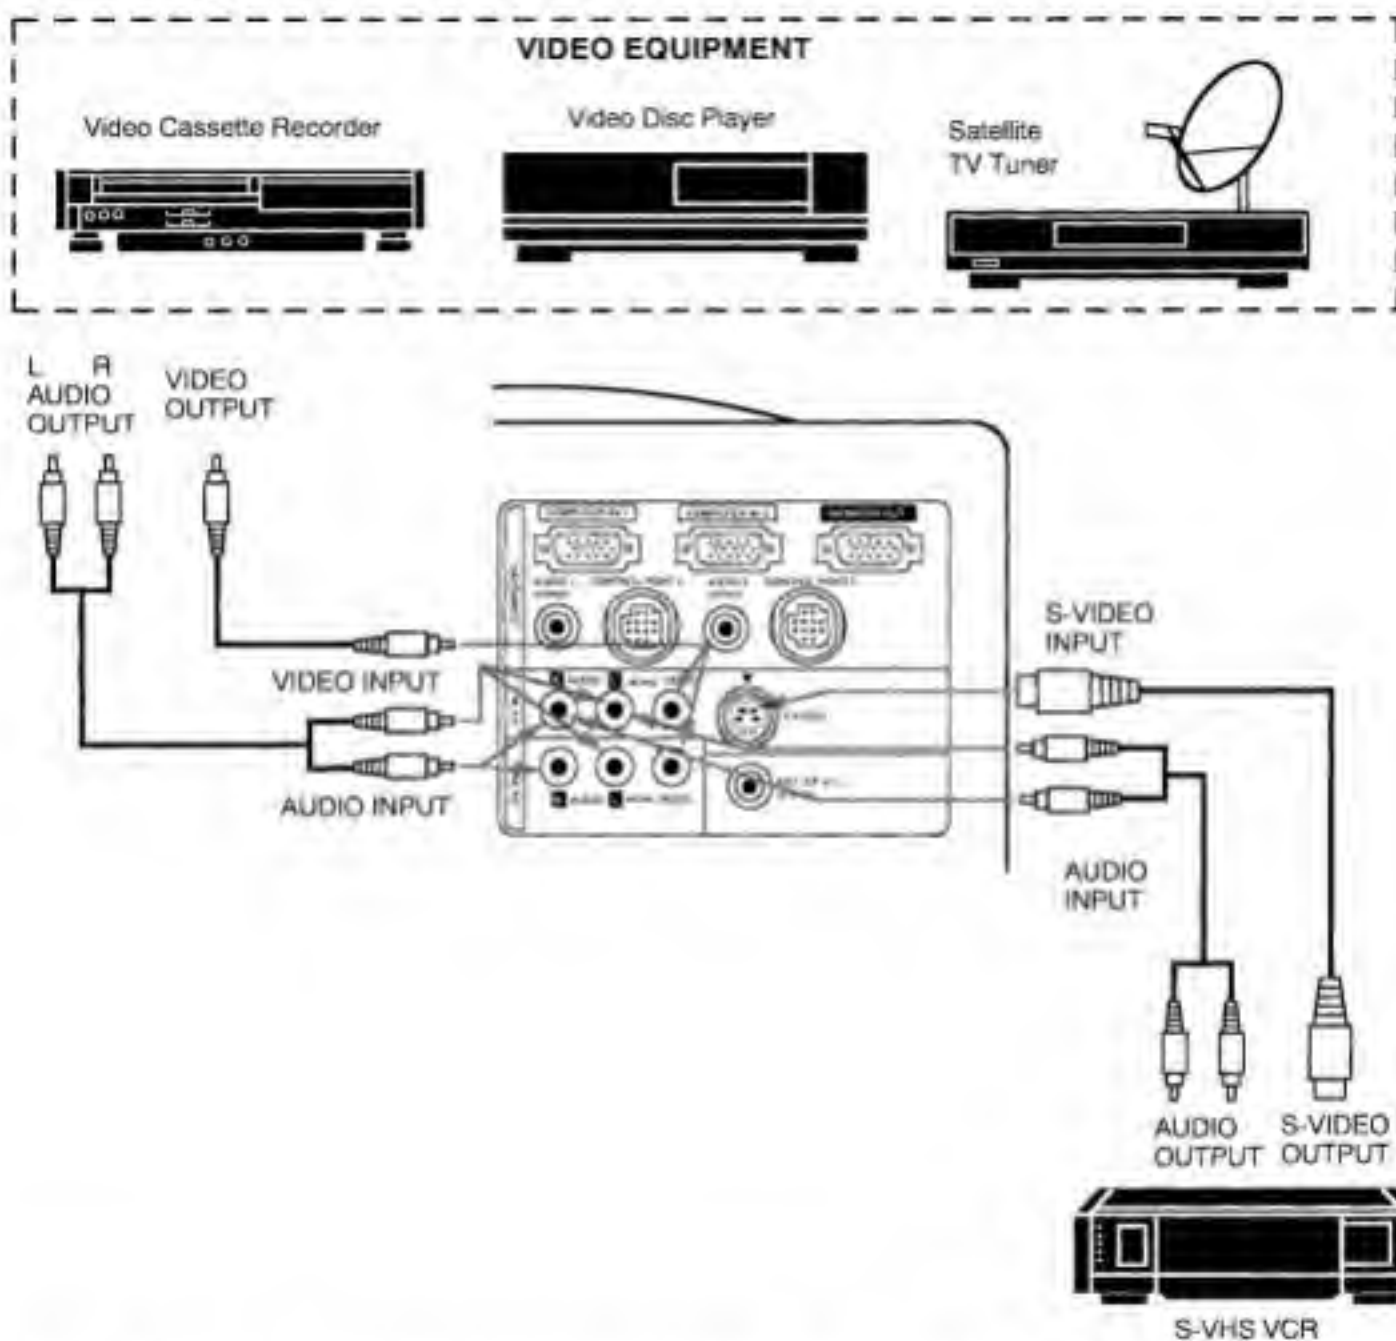 VIDEO EQUIPMENT
Video Cassette Recorder
Video Disc Player
Satellite
TV Tuner
L R
AUDIO
OUTPUT
VIDEO
OUTPUT
VIDEO INPUT
AUDIO INPUT
S-VIDEO
INPUT
AUDIO
INPUT
AUDIO
OUTPUT
S-VIDEO
OUTPUT
S-VHS VCR